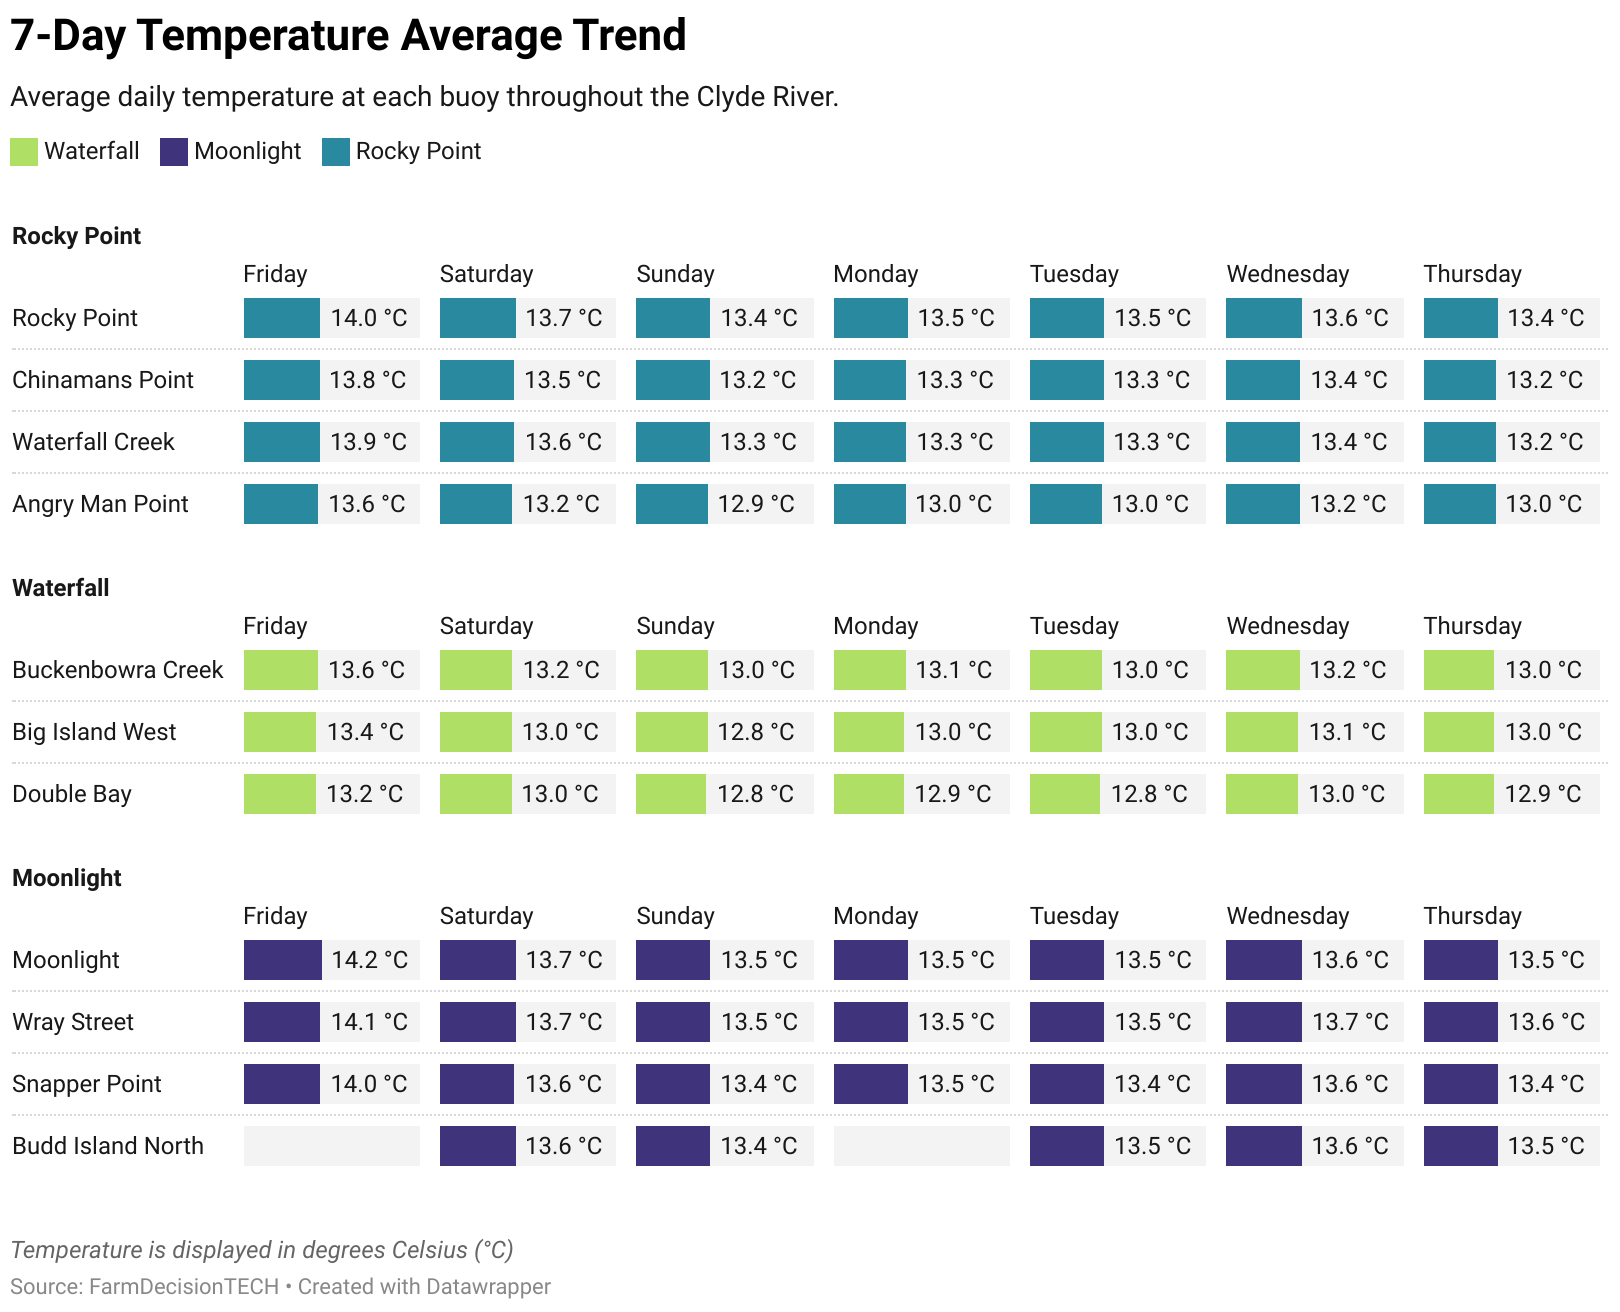 7-Day Temperature Average Trend
Average daily temperature at each buoy throughout the Clyde River.
Waterfall Moonlight Rocky Point
Rocky Point
Friday Saturday Sunday Monday Tuesday Wednesday Thursday
Rocky Point 14.0 °C 13.7 °C 13.4 °C 13.5 °C 13.5 °C 13.6 °C 13.4 °C
Chinamans Point 13.8 °C 13.5 °C 13.2 °C 13.3 °C 13.3 °C 13.4 °C 13.2 °C
Waterfall Creek 13.9 °C 13.6 °C 13.3 °C 13.3 °C 13.3 °C 13.4 °C 13.2 °C
Angry Man Point 13.6 °C 13.2 °C 12.9 °C 13.0 °C 13.0 °C 13.2 °C 13.0 °C
Waterfall
Friday Saturday Sunday Monday Tuesday Wednesday Thursday
Buckenbowra Creek 13.6 °C 13.2 °C 13.0 °C 13.1 °C 13.0 °C 13.2 °C 13.0 °C
Big Island West 13.4 °C 13.0 °C 12.8 °C 13.0 °C 13.0 °C 13.1 °C 13.0 °C
Double Bay 13.2 °C 13.0 °C 12.8 °C 12.9 °C 12.8 °C 13.0 °C 12.9 °C
Moonlight
Friday Saturday Sunday Monday Tuesday Wednesday Thursday
Moonlight 14.2 °C 13.7 °C 13.5 °C 13.5 °C 13.5 °C 13.6 °C 13.5 °C
Wray Street 14.1 °C 13.7 °C 13.5 °C 13.5 °C 13.5 °C 13.7 °C 13.6 °C
Snapper Point 14.0 °C 13.6 °C 13.4 °C 13.5 °C 13.4 °C 13.6 °C 13.4 °C
Budd Island North 13.6 °C 13.4 °C 13.5 °C 13.6 °C 13.5 °C
Temperature is displayed in degrees Celsius (°C)
Source: FarmDecisionTECH • Created with Datawrapper